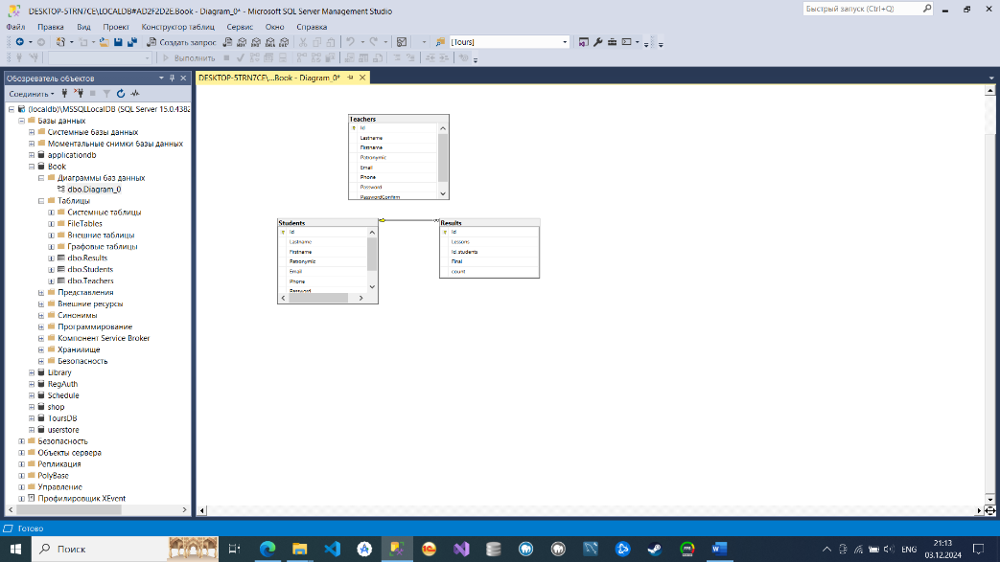 DESKTOP-5TRN7CE\LOCALDB#AD2F2D2E.Book - Diagram_0* - Microsoft SQL Server Management Studio
Быстрый запуск (Ctrl+Q)
Файл Правка Вид Проект Конструктор таблиц Сервис Окно Справка
Создать запрос [Tours]
Выполнить
Обозреватель объектов
DESKTOP-5TRN7CE\...Book - Diagram_0*
Соединить
(localdb)\MSSQLLocalDB (SQL Server 15.0.4382
Базы данных
Системные базы данных
Моментальные снимки базы данных
applicationdb
Book
Диаграммы баз данных
dbo.Diagram_0
Таблицы
Системные таблицы
FileTables
Внешние таблицы
Графовые таблицы
dbo.Results
dbo.Students
dbo.Teachers
Представления
Внешние ресурсы
Синонимы
Программирование
Компонент Service Broker
Хранилище
Безопасность
Library
RegAuth
Schedule
shop
ToursDB
userstore
Безопасность
Объекты сервера
Репликация
PolyBase
Управление
Профилировщик XEvent
Teachers
Id
Lastname
Firstname
Patronymic
Email
Phone
Password
PasswordConfirm
Students
Id
Lastname
Firstname
Patronymic
Email
Phone
Password
Results
Id
Lessons
Id_students
Final
count
Готово
Поиск
ENG
21:13
03.12.2024